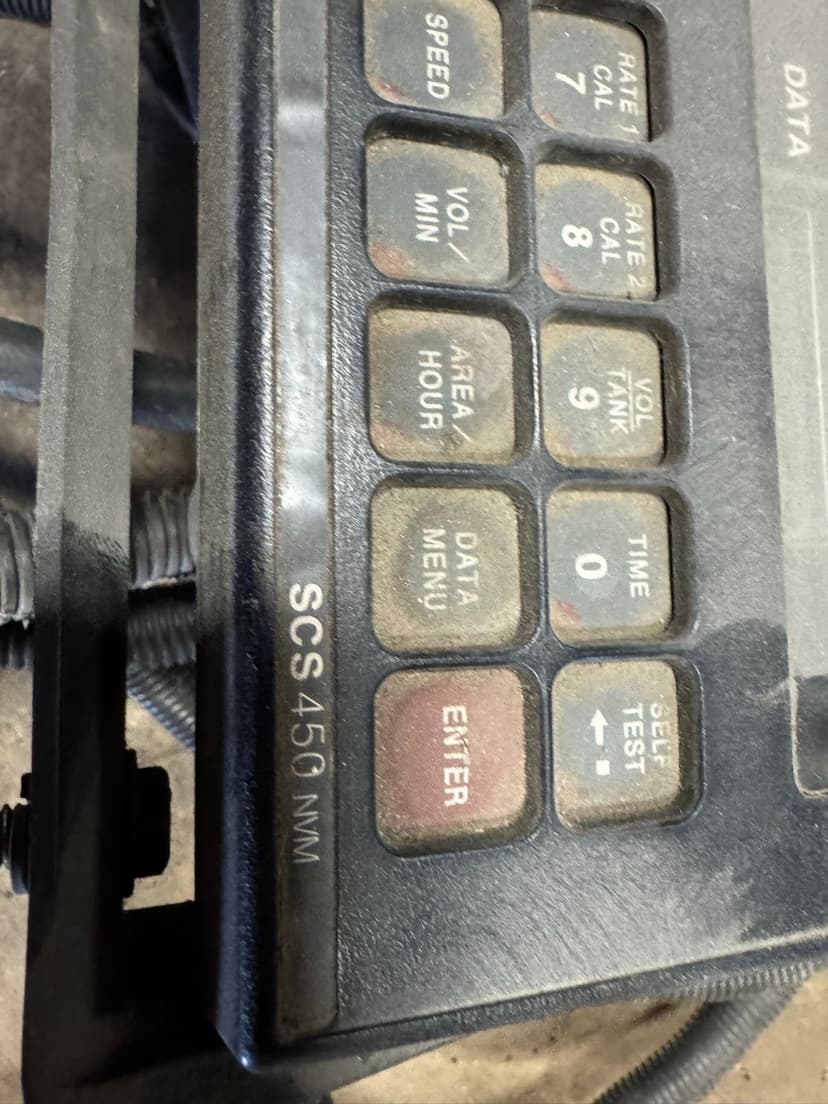 DATA
RATE 1
CAL
7
RATE 2
CAL
8
VOL
TANK
9
TIME
0
SELF
TEST
←
SPEED
VOL/
MIN
AREA/
HOUR
DATA
MENU
ENTER
SCS 450 NVM